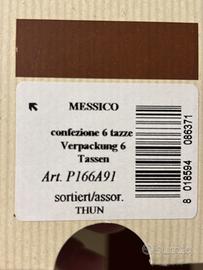 MESSICO
confezione 6 tazze
Verpackung 6
Tassen
Art. P166A91
sortiert/assor.
THUN
8 018594 086371